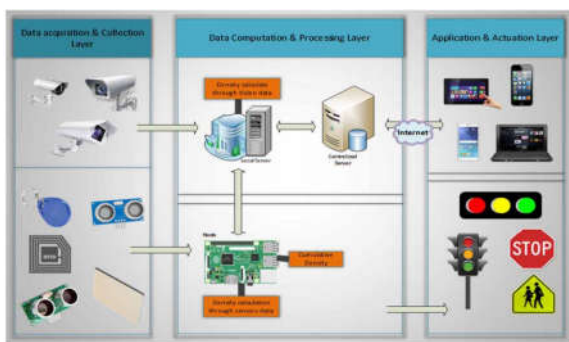 Data acquisition & Collection
Layer
Data Computation & Processing Layer
Application & Actuation Layer
Density calculation
through Video data
Local Server
Centralized
Server
Internet
Node
Cumulative
Density
Density calculation
through sensors data
STOP